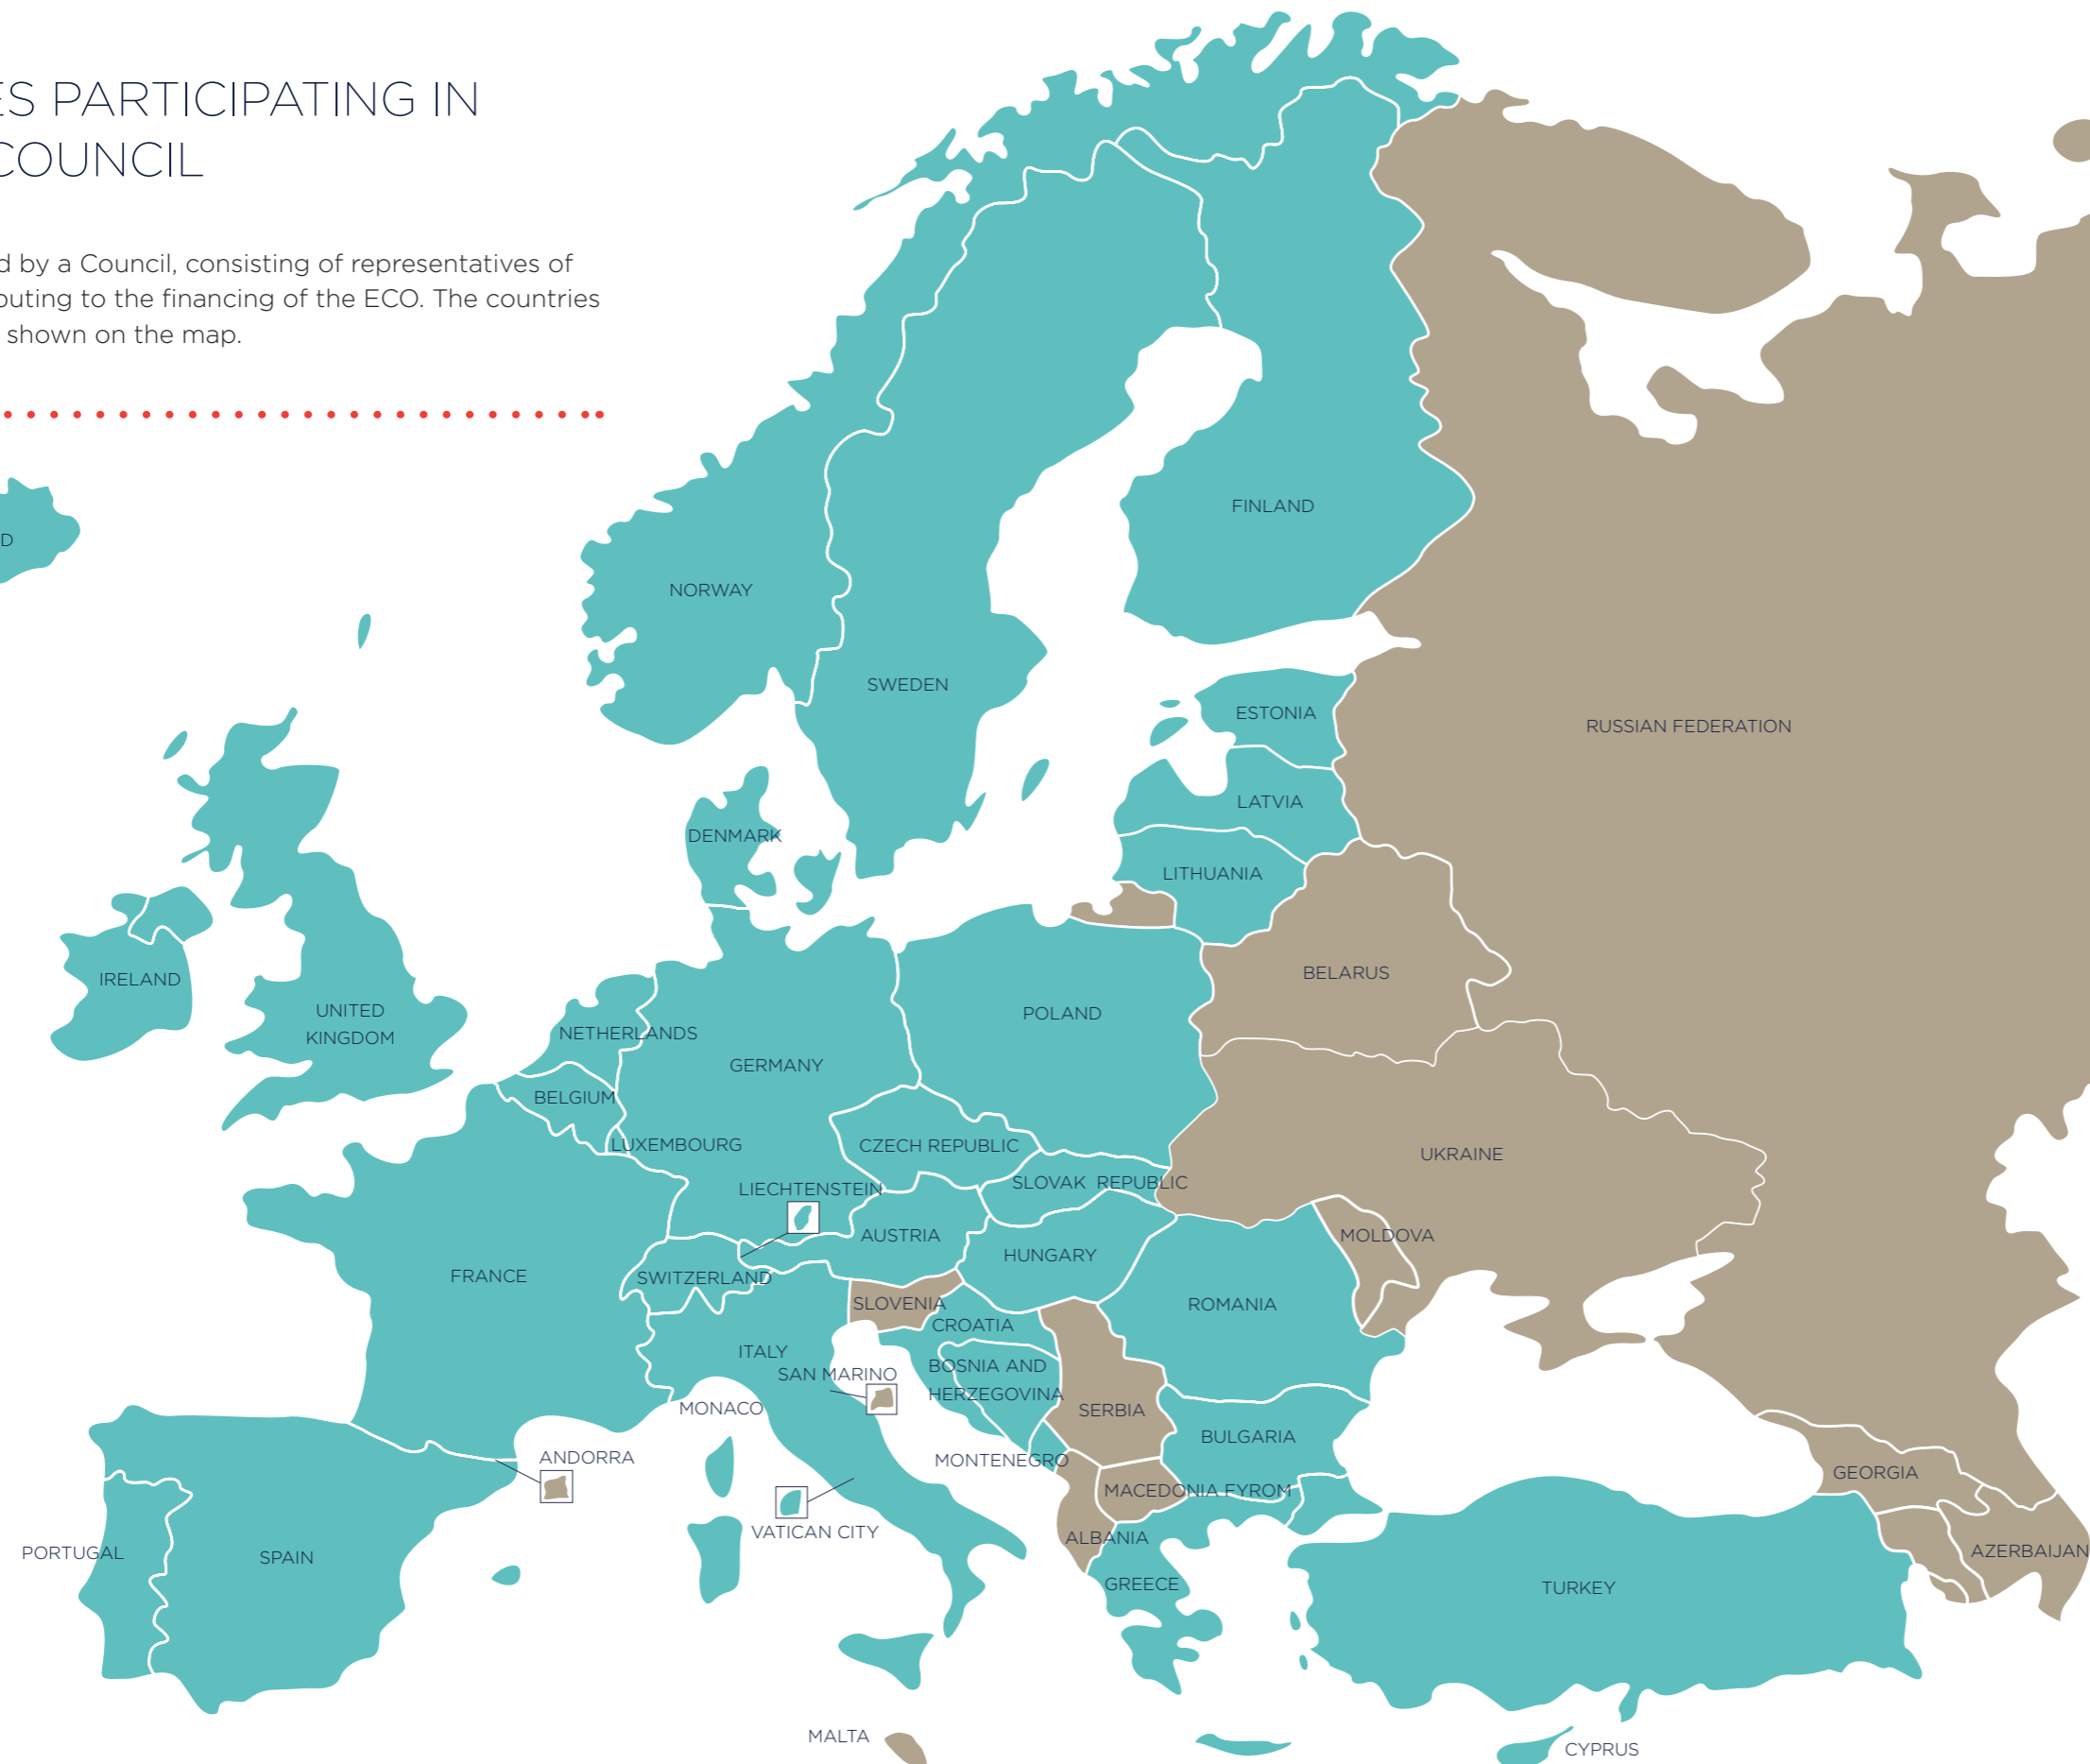 ES PARTICIPATING IN
COUNCIL
d by a Council, consisting of representatives of
outing to the financing of the ECO. The countries
shown on the map.
D
FINLAND
NORWAY
SWEDEN
ESTONIA
RUSSIAN FEDERATION
LATVIA
DENMARK
LITHUANIA
BELARUS
IRELAND
UNITED
KINGDOM
POLAND
NETHERLANDS
GERMANY
BELGIUM
LUXEMBOURG
CZECH REPUBLIC
UKRAINE
SLOVAK REPUBLIC
LIECHTENSTEIN
AUSTRIA
MOLDOVA
HUNGARY
FRANCE
SWITZERLAND
SLOVENIA
ROMANIA
CROATIA
ITALY
BOSNIA AND
HERZEGOVINA
SAN MARINO
MONACO
SERBIA
BULGARIA
ANDORRA
MONTENEGRO
GEORGIA
MACEDONIA FYROM
VATICAN CITY
ALBANIA
PORTUGAL
SPAIN
AZERBAIJAN
GREECE
TURKEY
MALTA
CYPRUS